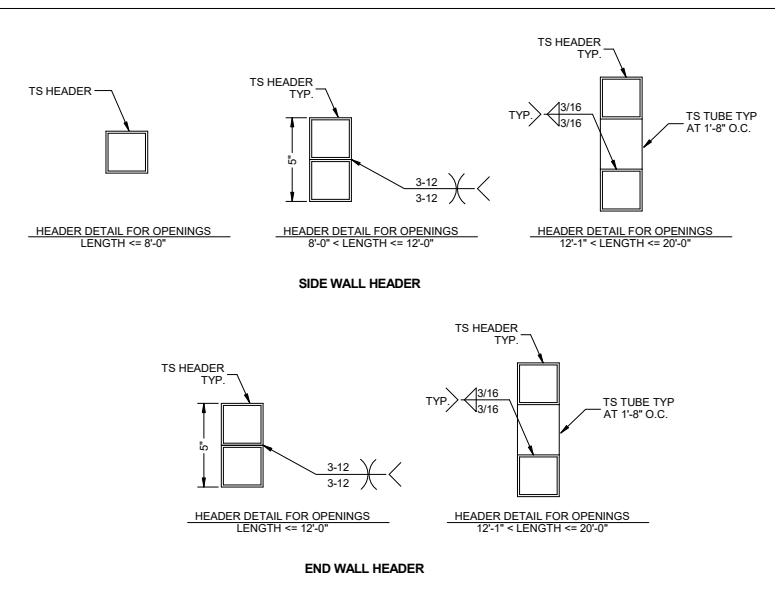 TS HEADER
HEADER DETAIL FOR OPENINGS
LENGTH <= 8'-0"
TS HEADER
TYP.
5"
3-12
3-12
HEADER DETAIL FOR OPENINGS
8'-0" < LENGTH <= 12'-0"
TS HEADER
TYP.
TYP.
3/16
3/16
TS TUBE TYP
AT 1'-8" O.C.
HEADER DETAIL FOR OPENINGS
12'-1" < LENGTH <= 20'-0"
SIDE WALL HEADER
TS HEADER
TYP.
5"
3-12
3-12
HEADER DETAIL FOR OPENINGS
LENGTH <= 12'-0"
TS HEADER
TYP.
TYP.
3/16
3/16
TS TUBE TYP
AT 1'-8" O.C.
HEADER DETAIL FOR OPENINGS
12'-1" < LENGTH <= 20'-0"
END WALL HEADER